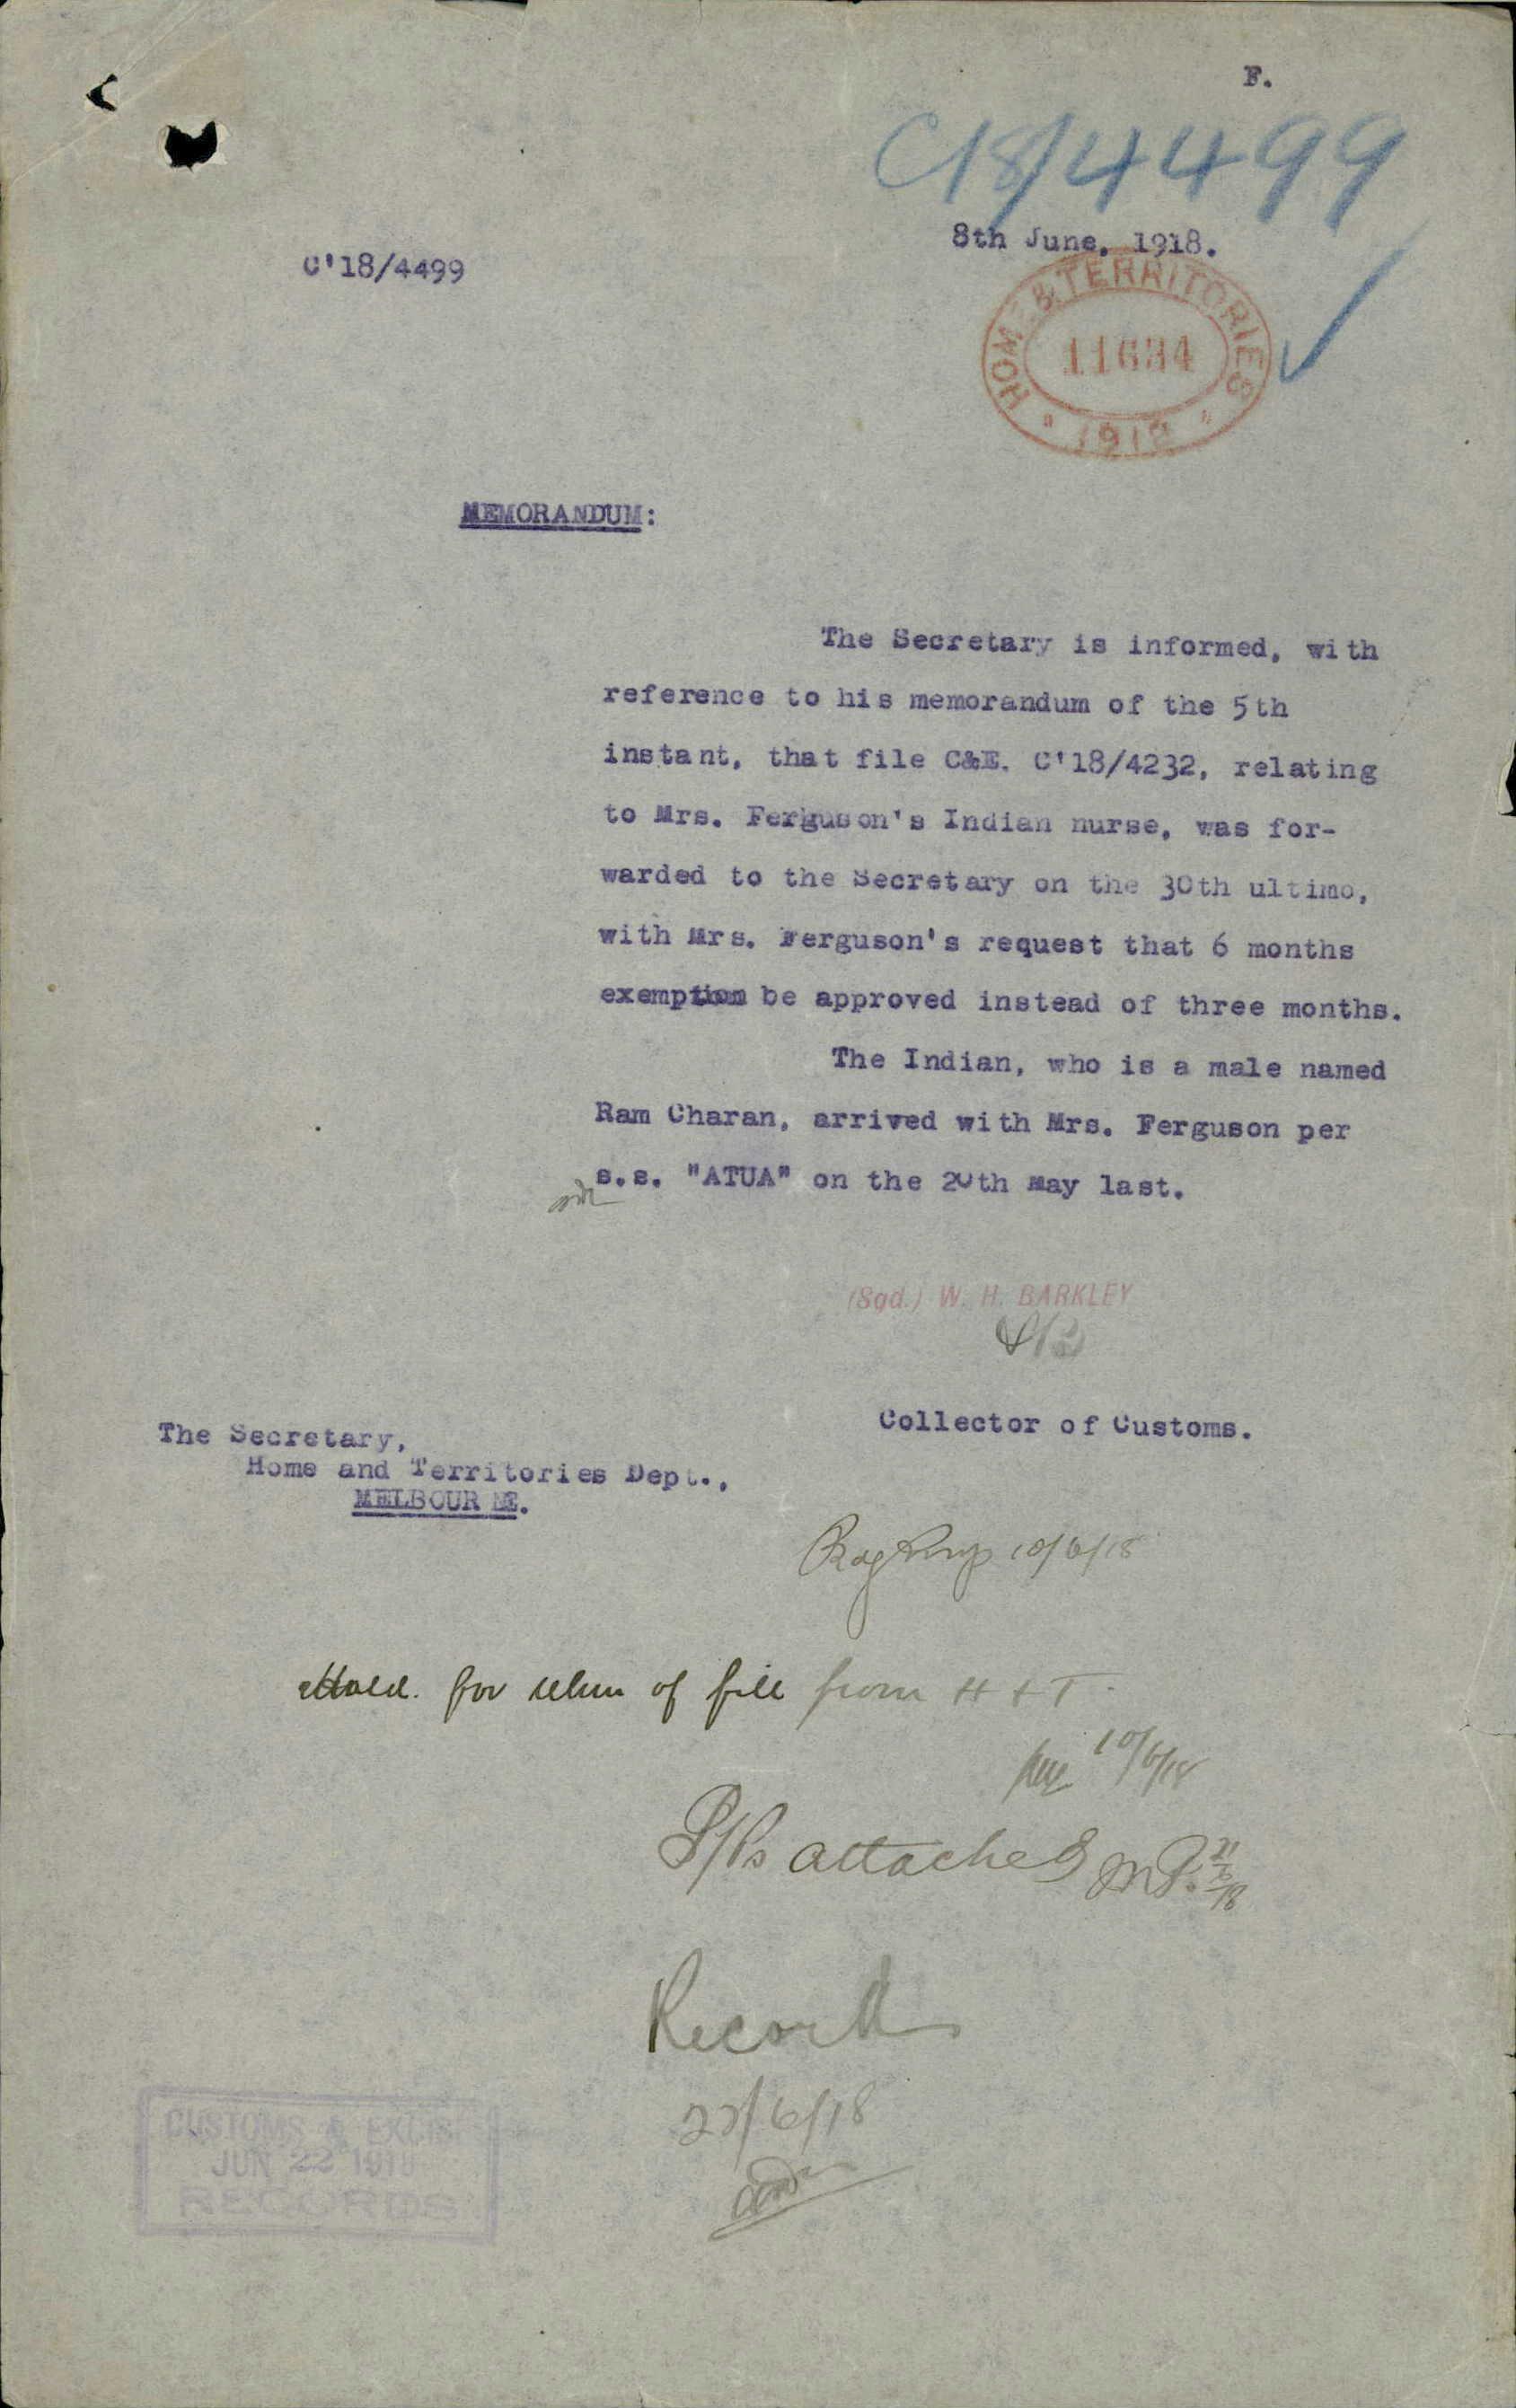 F.
C18/4499
8th June, 1918.
C'18/4499
HOME & TERRITORIES
11634
1918
MEMORANDUM:
The Secretary is informed, with
reference to his memorandum of the 5th
instant, that file C&E. C'18/4232, relating
to Mrs. Ferguson's Indian nurse, was for-
warded to the Secretary on the 30th ultimo,
with Mrs. Ferguson's request that 6 months
exemption be approved instead of three months.
The Indian, who is a male named
Ram Charan, arrived with Mrs. Ferguson per
s.s. "ATUA" on the 20th May last.
(Sgd.) W. H. BARKLEY
Collector of Customs.
The Secretary,
Home and Territories Dept.,
MELBOURNE.
10/6/18
for return of file from H & T.
10/6/18
P/Ps attached
21/6/18
Records
22/6/18
CUSTOMS & EXCISE
JUN 22 1918
RECORDS